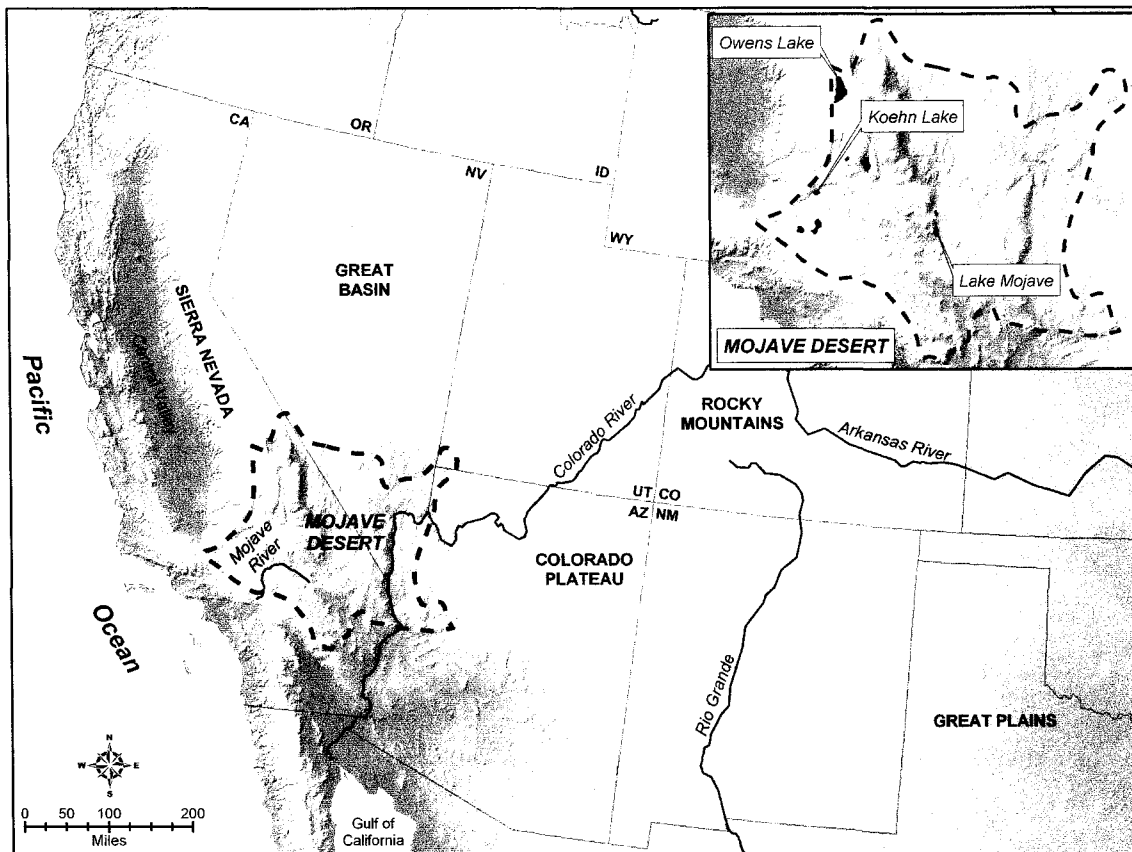 CA
OR
NV
ID
WY
GREAT
BASIN
SIERRA NEVADA
Central Valley
Pacific
Ocean
Mojave
River
MOJAVE
DESERT
Colorado River
ROCKY
MOUNTAINS
Arkansas River
UT CO
AZ NM
COLORADO
PLATEAU
Rio Grande
GREAT PLAINS
Gulf of
California
N
W E
S
0 50 100 200
Miles
Owens Lake
Koehn Lake
Lake Mojave
MOJAVE DESERT